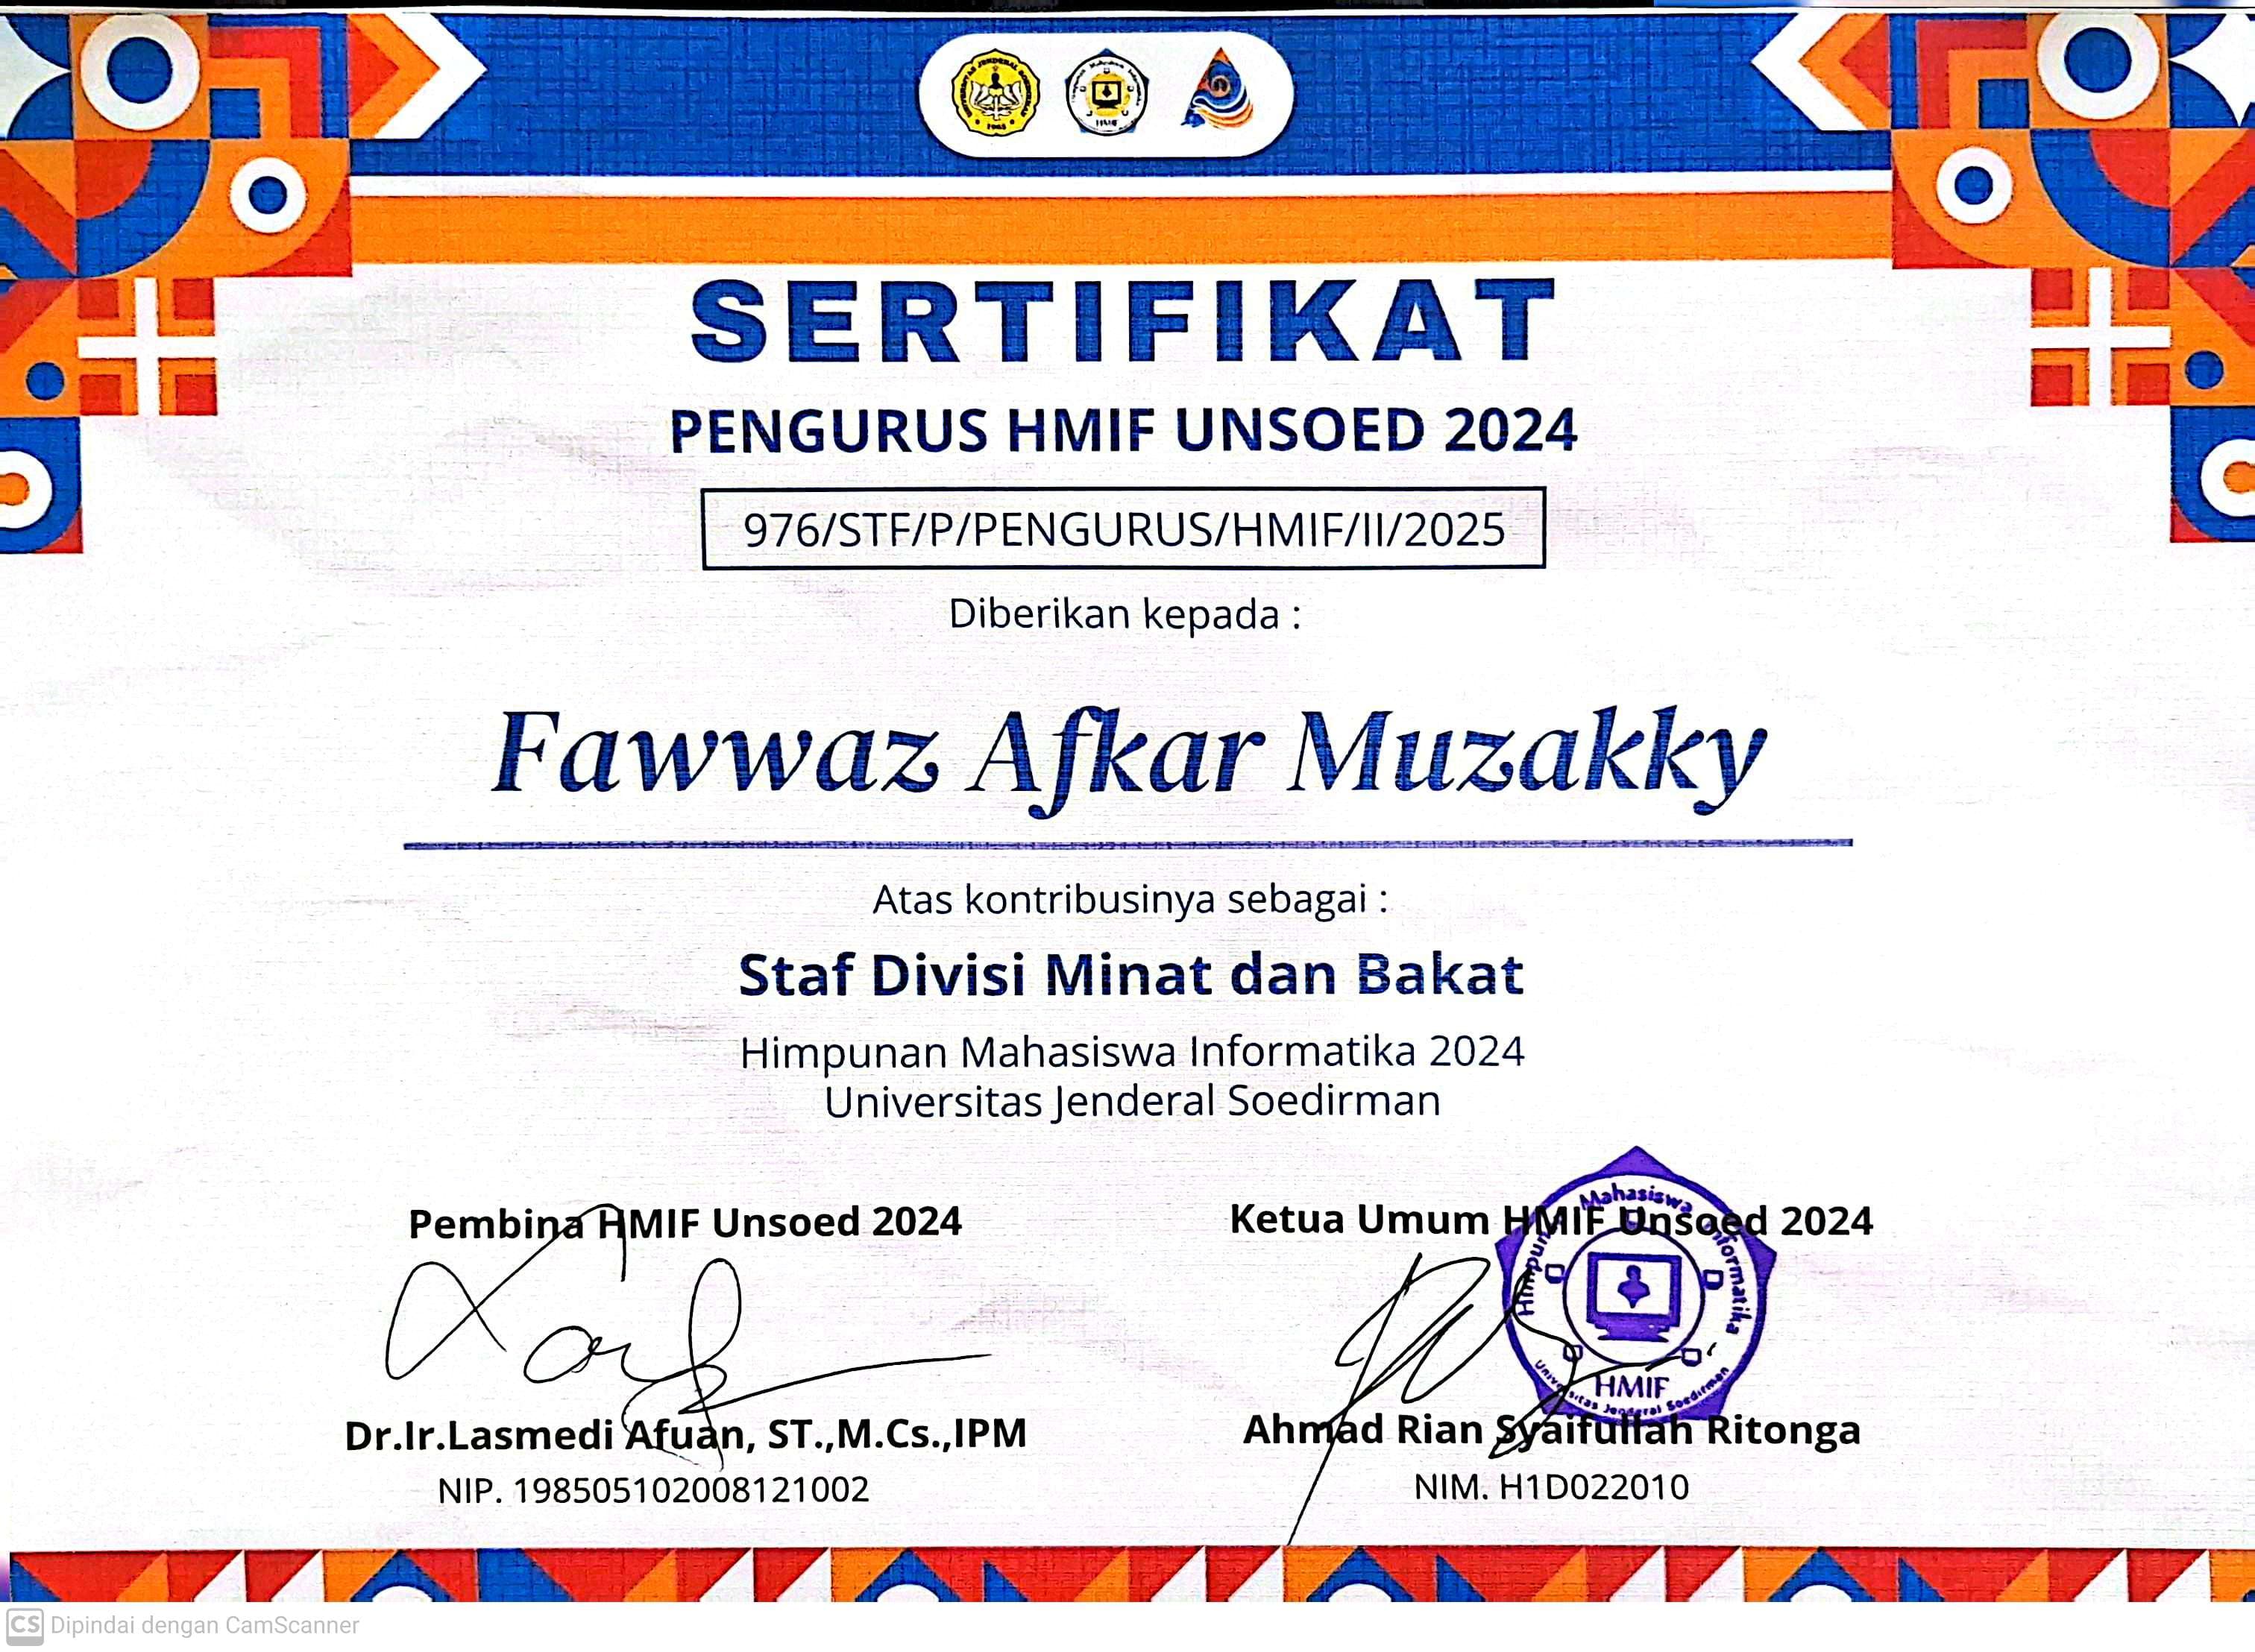 SERTIFIKAT
PENGURUS HMIF UNSOED 2024
976/STF/P/PENGURUS/HMIF/II/2025
Diberikan kepada :
Fawwaz Afkar Muzakky
Atas kontribusinya sebagai :
Staf Divisi Minat dan Bakat
Himpunan Mahasiswa Informatika 2024
Universitas Jenderal Soedirman
Pembina HMIF Unsoed 2024
Dr.Ir.Lasmedi Afuan, ST.,M.Cs.,IPM
NIP. 198505102008121002
Ketua Umum HMIF Unsoed 2024
Himpunan Mahasiswa Informatika
HMIF
Universitas Jenderal Soedirman
Ahmad Rian Syaifullah Ritonga
NIM. H1D022010
CS Dipindai dengan CamScanner